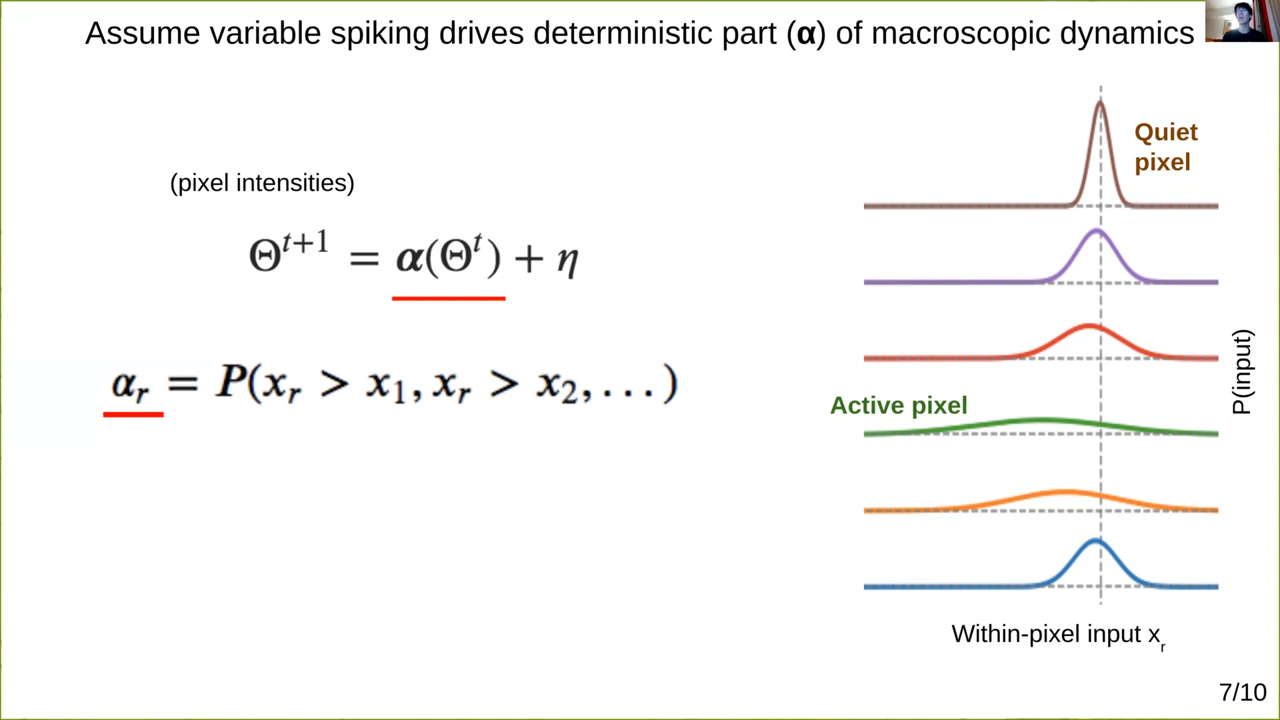 Assume variable spiking drives deterministic part (α) of macroscopic dynamics
(pixel intensities)
Θ^{t+1} = α(Θ^t) + η
α_r = P(x_r > x_1, x_r > x_2, . . . )
Quiet
pixel
Active pixel
P(input)
Within-pixel input x_r
7/10